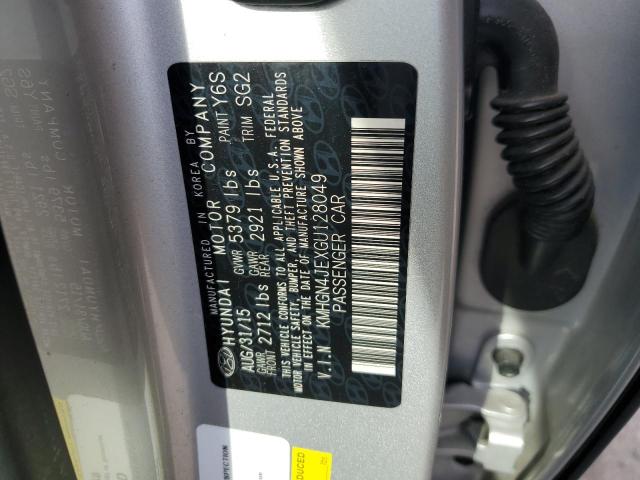 MANUFACTURED IN KOREA BY
HYUNDAI MOTOR COMPANY
AUG/31/15 GVWR 5379 lbs PAINT Y6S
GAWR FRONT 2712 lbs GAWR REAR 2921 lbs TRIM SG2
THIS VEHICLE CONFORMS TO ALL APPLICABLE U.S.A. FEDERAL
MOTOR VEHICLE SAFETY, BUMPER, AND THEFT PREVENTION STANDARDS
IN EFFECT ON THE DATE OF MANUFACTURE SHOWN ABOVE
V.I.N. : KMHGN4JEXGU128049
PASSENGER CAR
INSPECTION